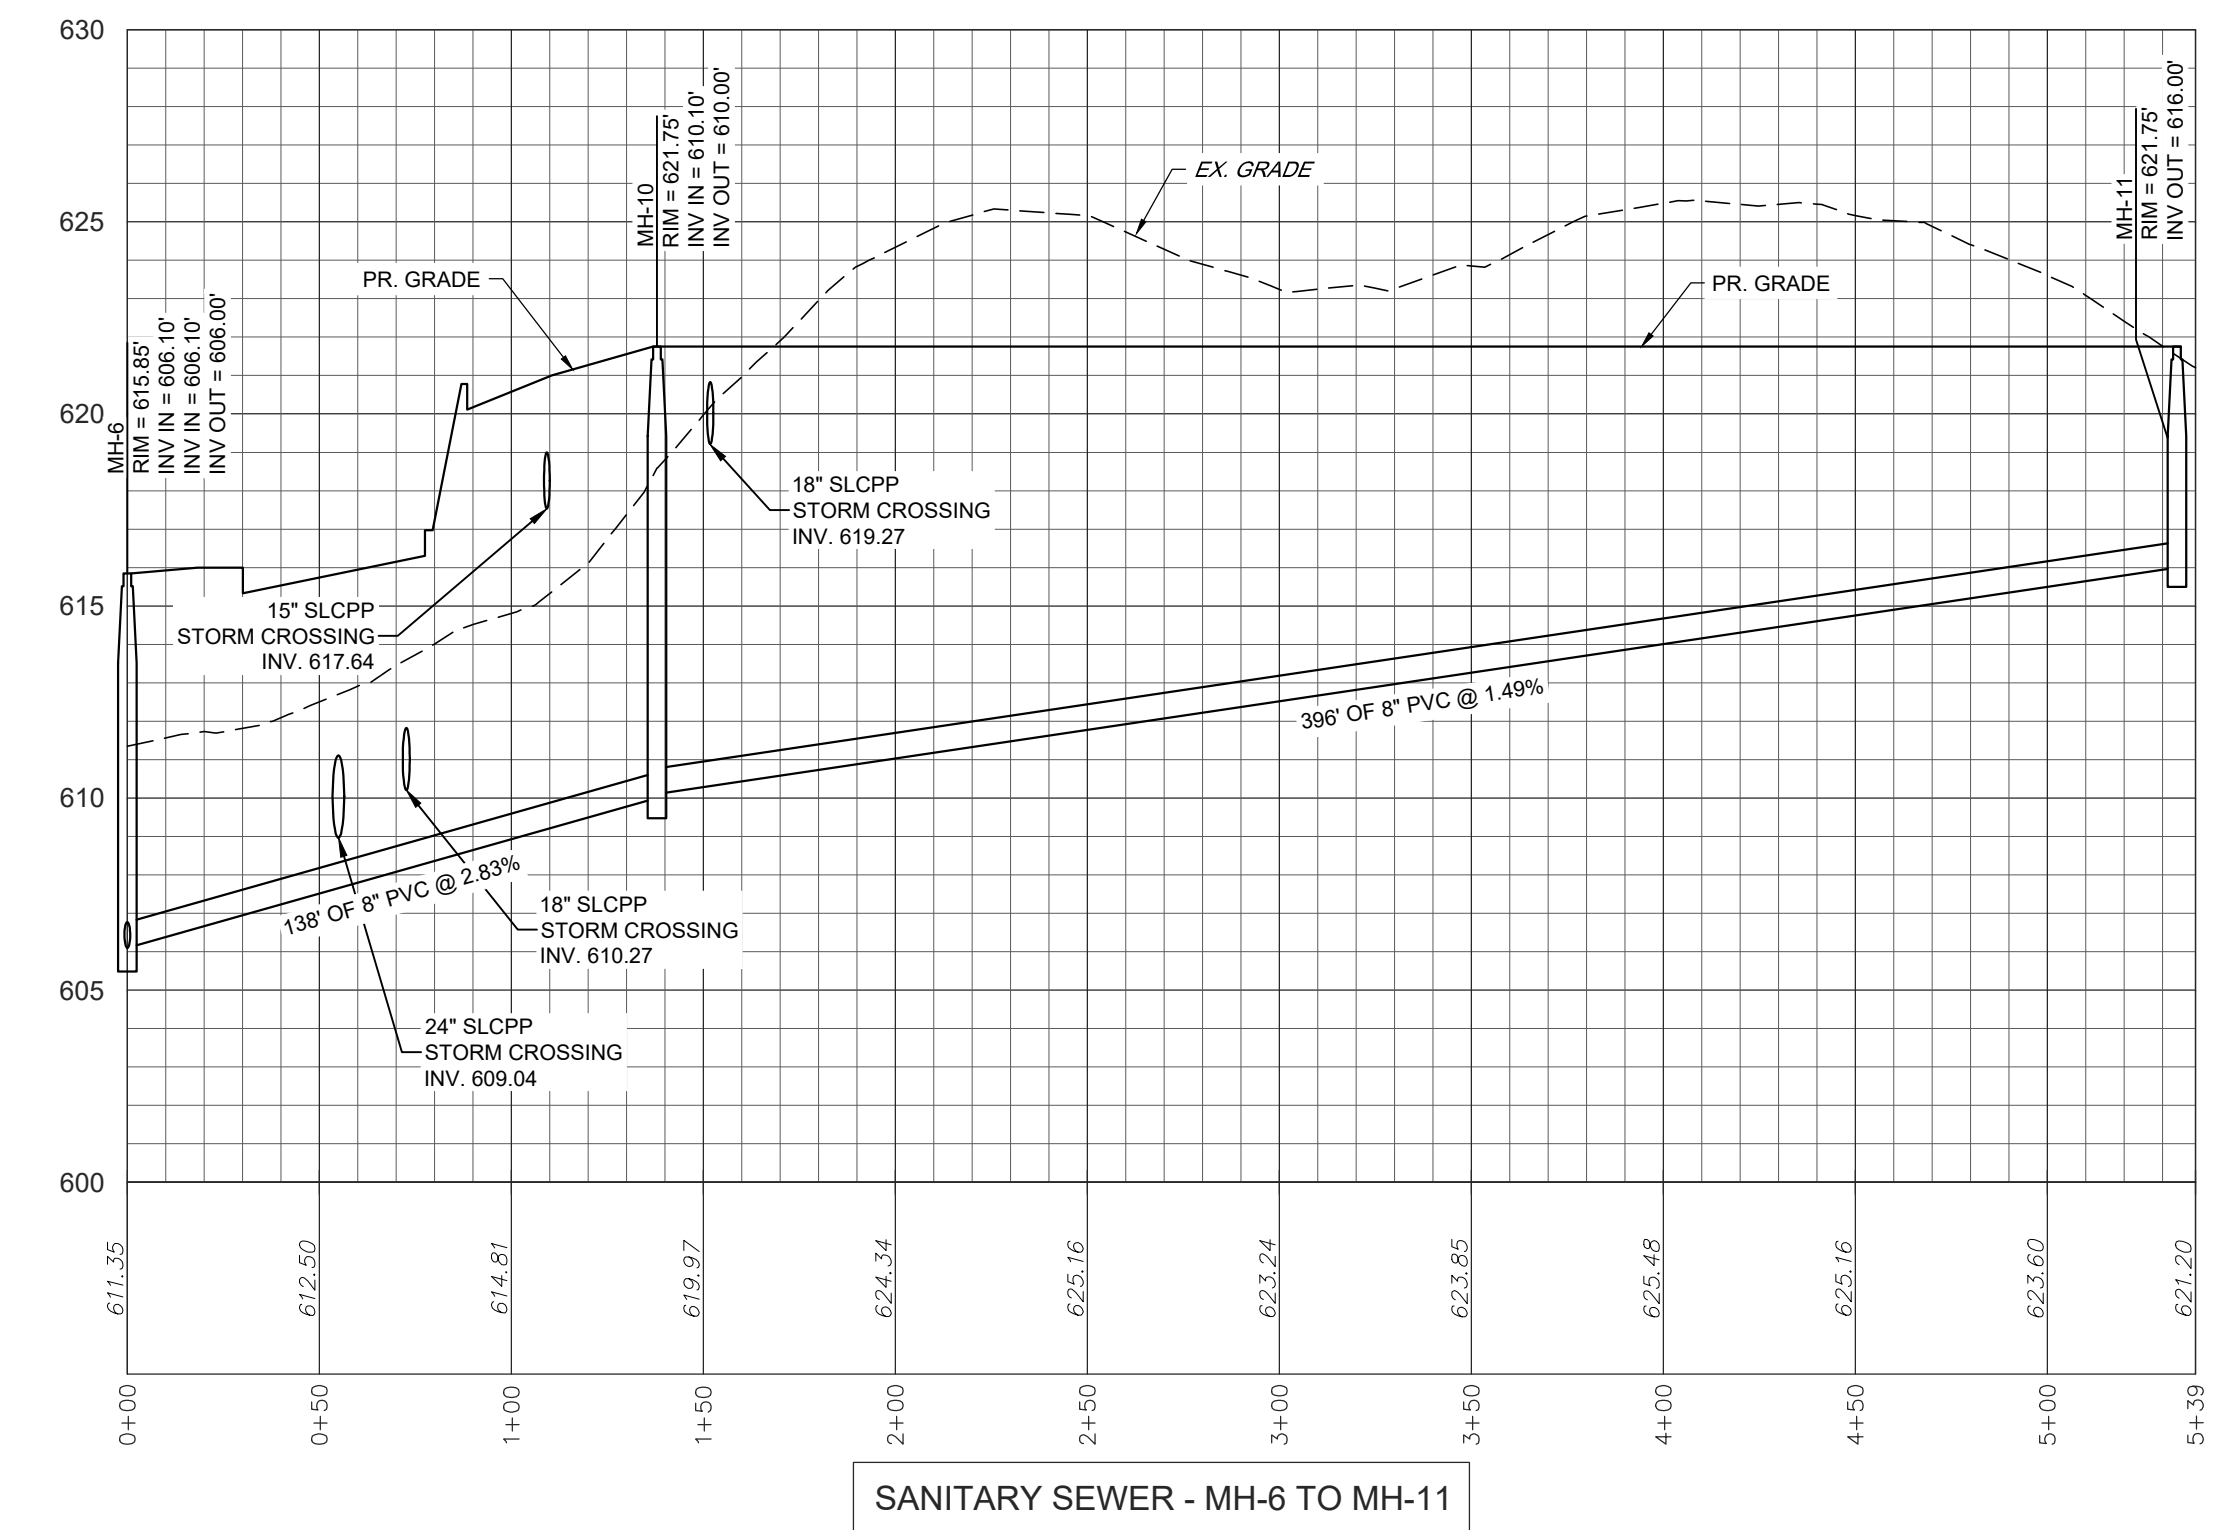 630
625
620
615
610
605
600
MH-6
RIM = 615.85'
INV IN = 606.10'
INV IN = 606.10'
INV OUT = 606.00'
PR. GRADE
MH-10
RIM = 621.75'
INV IN = 610.10'
INV OUT = 610.00'
EX. GRADE
PR. GRADE
MH-11
RIM = 621.75'
INV OUT = 616.00'
15" SLCPP
STORM CROSSING
INV. 617.64
18" SLCPP
STORM CROSSING
INV. 619.27
396' OF 8" PVC @ 1.49%
138' OF 8" PVC @ 2.83%
18" SLCPP
STORM CROSSING
INV. 610.27
24" SLCPP
STORM CROSSING
INV. 609.04
611.35
612.50
614.81
619.97
624.34
625.16
623.24
623.85
625.48
625.16
623.60
621.20
0+00
0+50
1+00
1+50
2+00
2+50
3+00
3+50
4+00
4+50
5+00
5+39
SANITARY SEWER - MH-6 TO MH-11